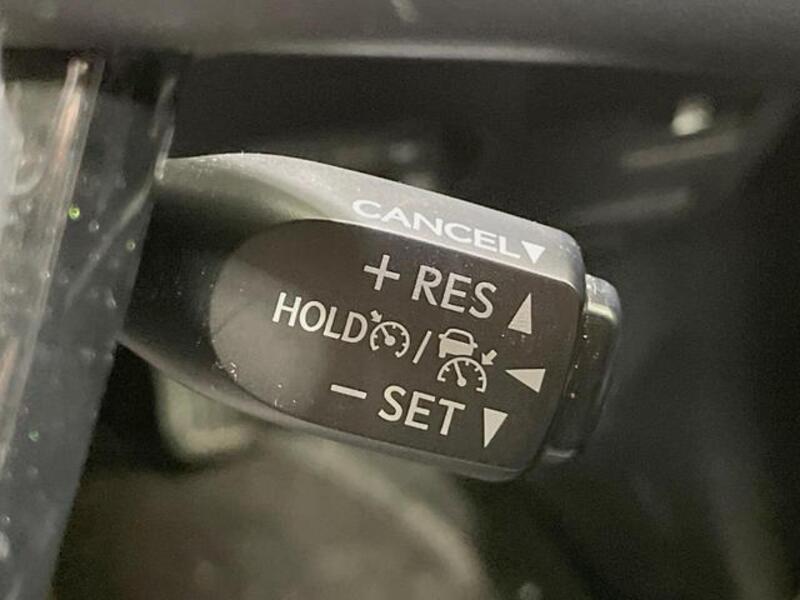 CANCEL▼
+ RES ▲
HOLD / ◀
- SET ▼